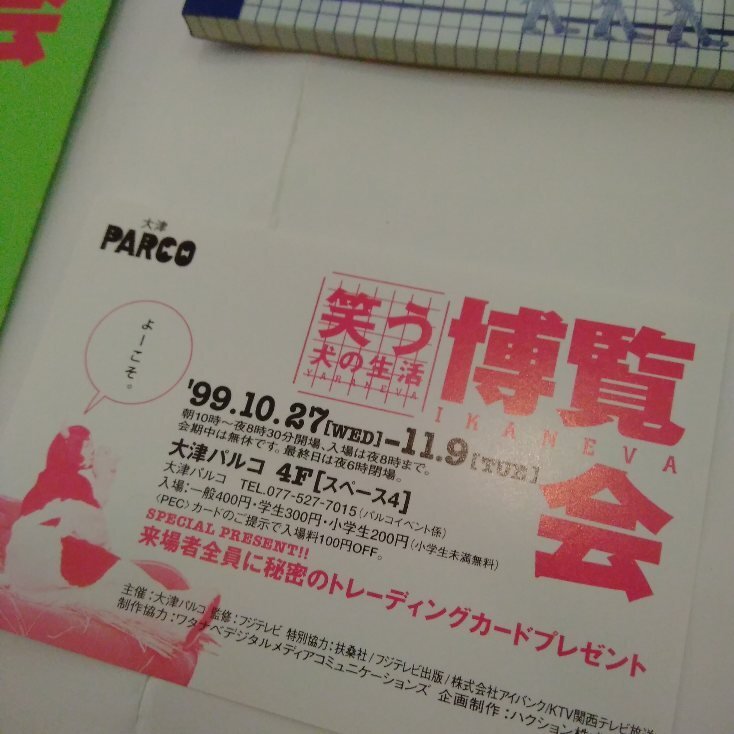 会
大津
PARCO
よーこそ。
笑う
犬の生活
YARANEVA
博覧
会
IKANEVA
'99.10.27[WED]–11.9[TUE]
朝10時〜夜8時30分開場、入場は夜8時まで。
会期中は無休です。最終日は夜6時閉場。
大津パルコ 4F[スペース4]
大津パルコ TEL.077-527-7015(パルコイベント係)
入場:一般400円・学生300円・小学生200円(小学生未満無料)
〈PEC〉カードのご提示で入場料100円OFF。
SPECIAL PRESENT!!
来場者全員に秘密のトレーディングカードプレゼント
主催:大津パルコ 監修:フジテレビ 特別協力:扶桑社/フジテレビ出版/株式会社アイバンク/KTV関西テレビ放送
制作協力:ワタナベデジタルメディアコミュニケーションズ 企画制作:ハクション株